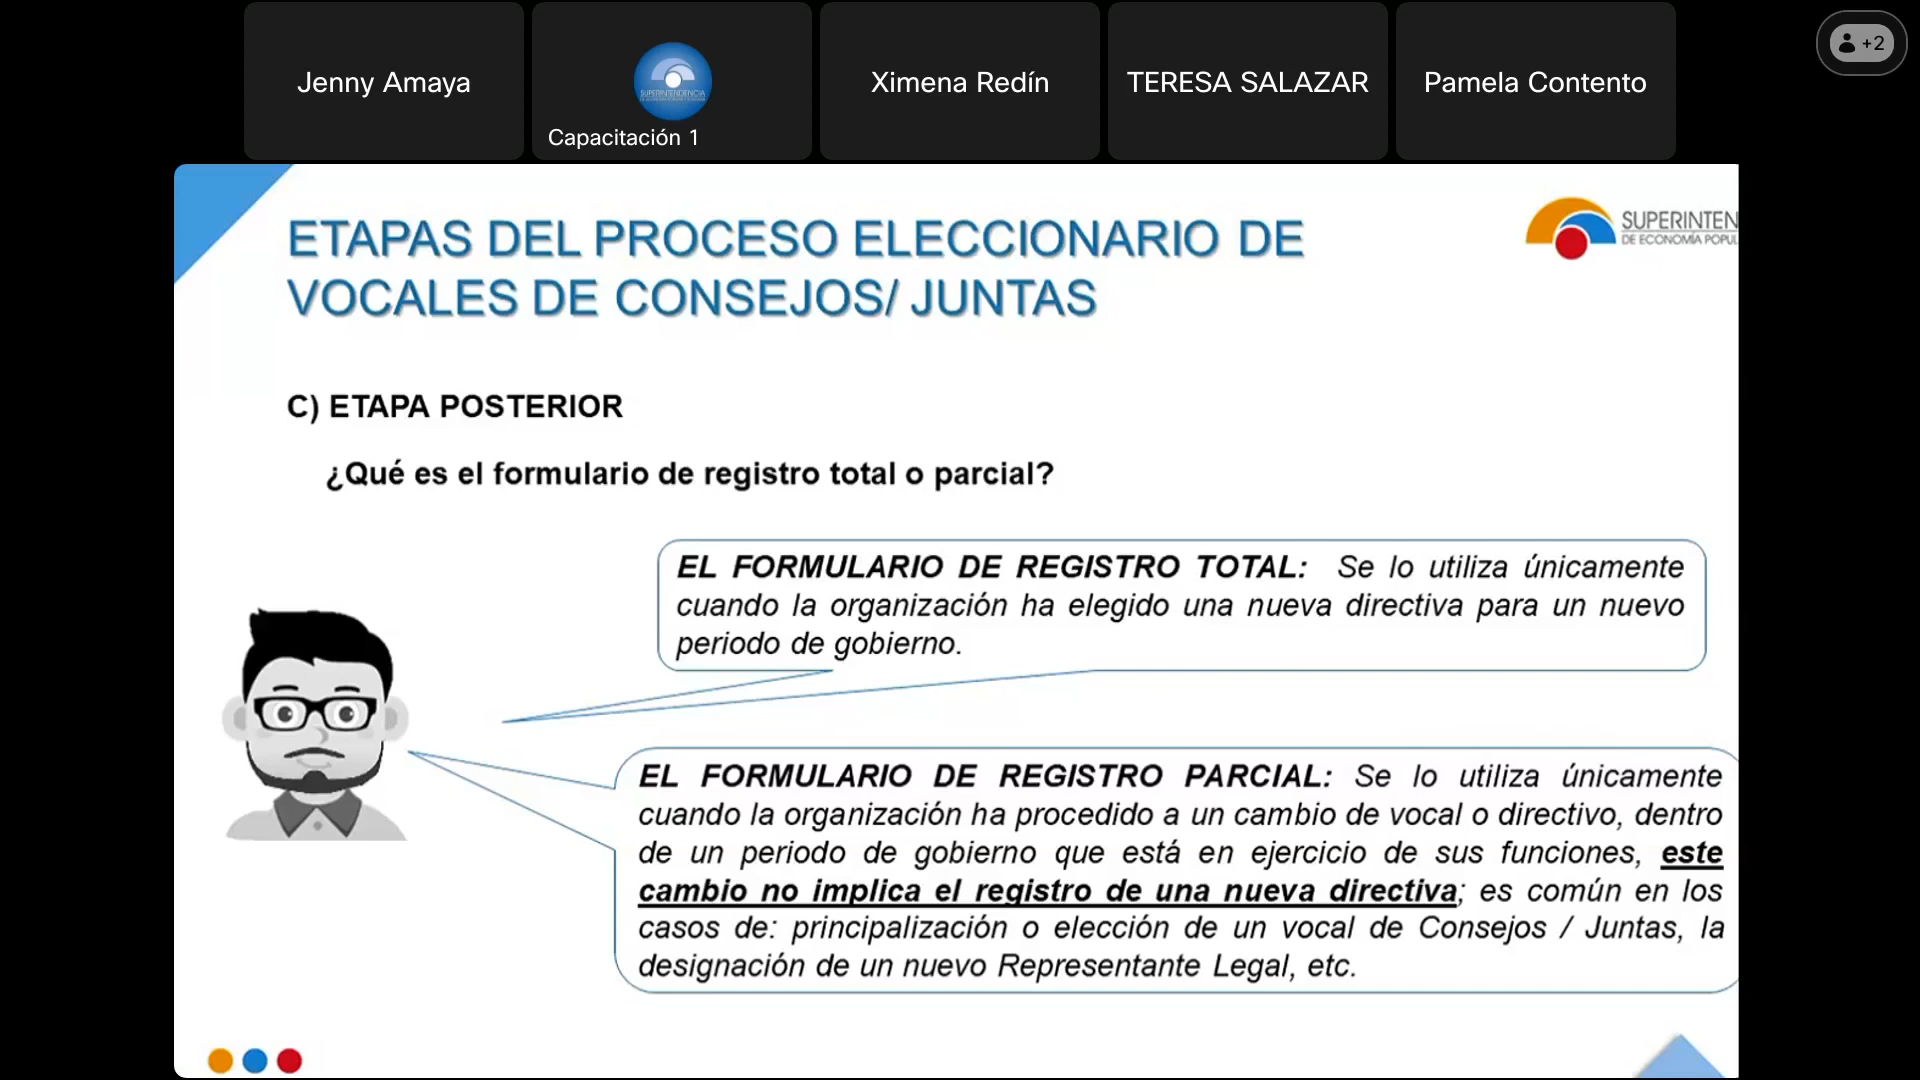 Jenny Amaya
SUPERINTENDENCIA
Capacitación 1
Ximena Redín
TERESA SALAZAR
Pamela Contento
+2
ETAPAS DEL PROCESO ELECCIONARIO DE
VOCALES DE CONSEJOS/ JUNTAS
SUPERINTEN
DE ECONOMÍA POPUL
C) ETAPA POSTERIOR
¿Qué es el formulario de registro total o parcial?
EL FORMULARIO DE REGISTRO TOTAL: Se lo utiliza únicamente
cuando la organización ha elegido una nueva directiva para un nuevo
periodo de gobierno.
EL FORMULARIO DE REGISTRO PARCIAL: Se lo utiliza únicamente
cuando la organización ha procedido a un cambio de vocal o directivo, dentro
de un periodo de gobierno que está en ejercicio de sus funciones, este
cambio no implica el registro de una nueva directiva; es común en los
casos de: principalización o elección de un vocal de Consejos / Juntas, la
designación de un nuevo Representante Legal, etc.